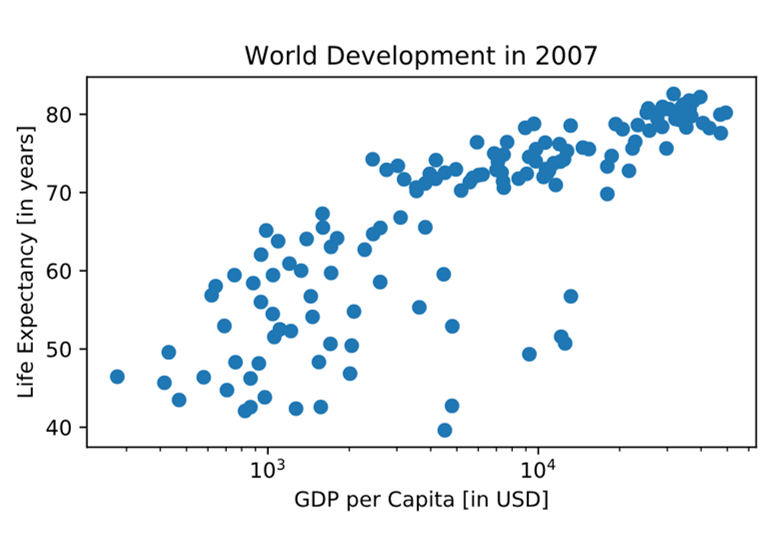 World Development in 2007
Life Expectancy [in years]
80
70
60
50
40
10³
10⁴
GDP per Capita [in USD]